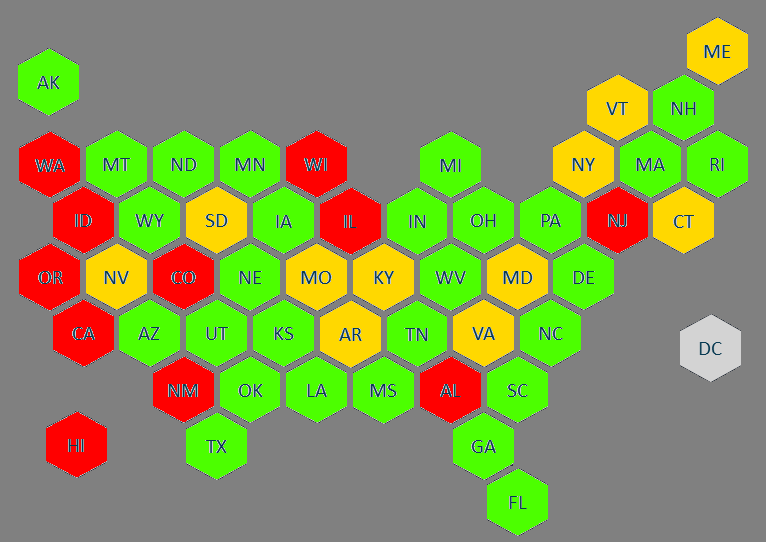 ME
AK
VT NH
WA MT ND MN WI MI NY MA RI
ID WY SD IA IL IN OH PA NJ CT
OR NV CO NE MO KY WV MD DE
CA AZ UT KS AR TN VA NC
DC
NM OK LA MS AL SC
HI TX GA
FL